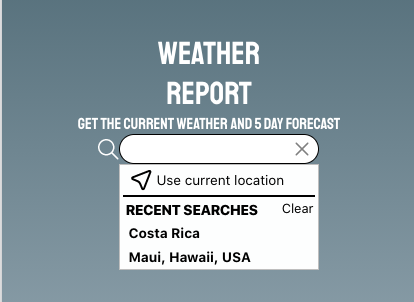 WEATHER
REPORT
GET THE CURRENT WEATHER AND 5 DAY FORECAST
Use current location
RECENT SEARCHES Clear
Costa Rica
Maui, Hawaii, USA